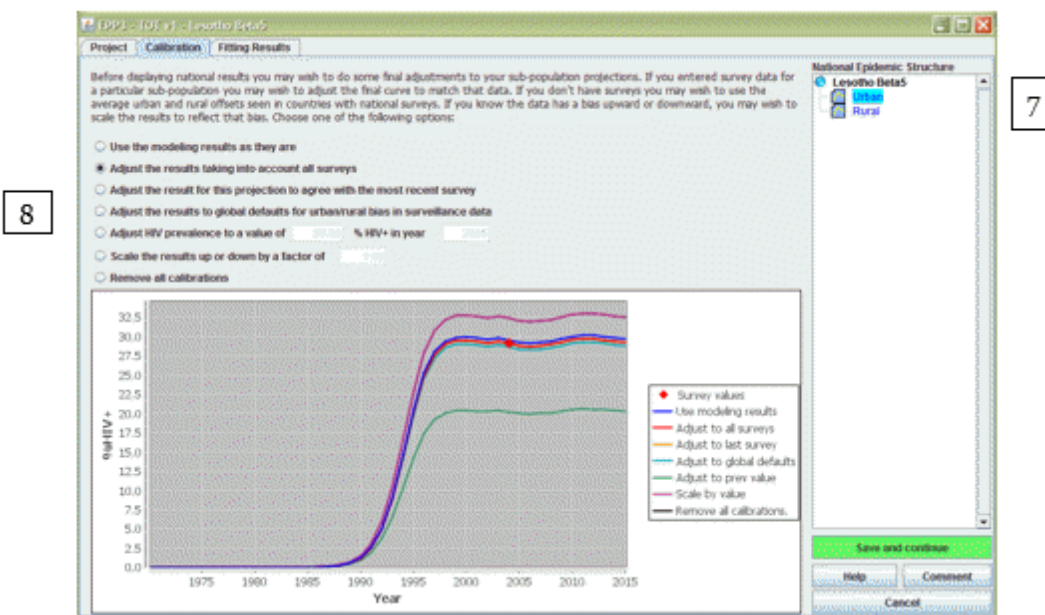 EPP1 - TOT v1 - Lesotho Beta5
Project
Calibration
Fitting Results
Before displaying national results you may wish to do some final adjustments to your sub-population projections. If you entered survey data for
a particular sub-population you may wish to adjust the final curve to match that data. If you don't have surveys you may wish to use the
average urban and rural offsets seen in countries with national surveys. If you know the data has a bias upward or downward, you may wish to
scale the results to reflect that bias. Choose one of the following options:
Use the modeling results as they are
Adjust the results taking into account all surveys
Adjust the result for this projection to agree with the most recent survey
Adjust the results to global defaults for urban/rural bias in surveillance data
Adjust HIV prevalence to a value of % HIV+ in year
Scale the results up or down by a factor of
Remove all calibrations
National Epidemic Structure
Lesotho Beta5
Urban
Rural
7
8
32.5
30.0
27.5
25.0
22.5
20.0
17.5
15.0
12.5
10.0
7.5
5.0
2.5
0.0
%HIV+
1975 1980 1985 1990 1995 2000 2005 2010 2015
Year
Survey values
Use modeling results
Adjust to all surveys
Adjust to last survey
Adjust to global defaults
Adjust to prev value
Scale by value
Remove all calibrations.
Save and continue
Help
Comment
Cancel